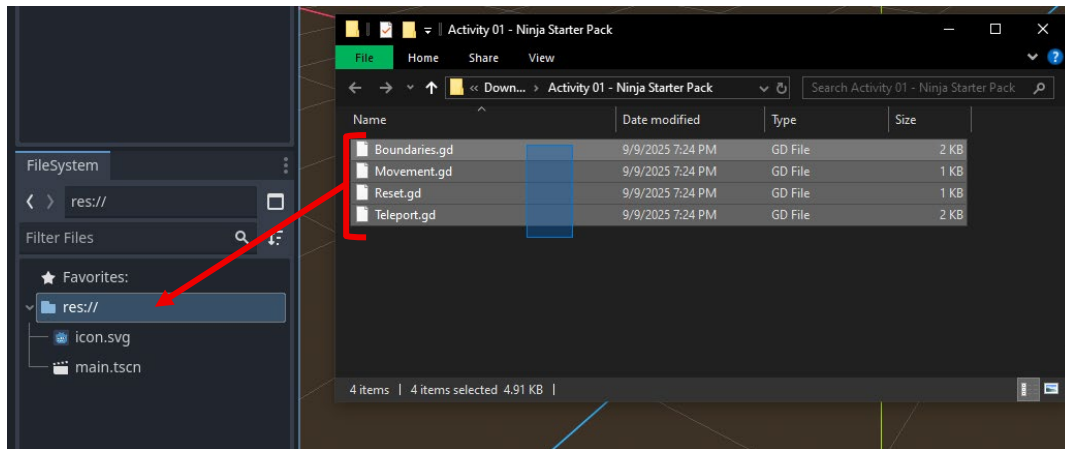 Activity 01 - Ninja Starter Pack
File Home Share View
« Down... › Activity 01 - Ninja Starter Pack
Search Activity 01 - Ninja Starter Pack
Name Date modified Type Size
Boundaries.gd 9/9/2025 7:24 PM GD File 2 KB
Movement.gd 9/9/2025 7:24 PM GD File 1 KB
Reset.gd 9/9/2025 7:24 PM GD File 1 KB
Teleport.gd 9/9/2025 7:24 PM GD File 2 KB
4 items 4 items selected 4.91 KB
FileSystem
res://
Filter Files
Favorites:
res://
icon.svg
main.tscn